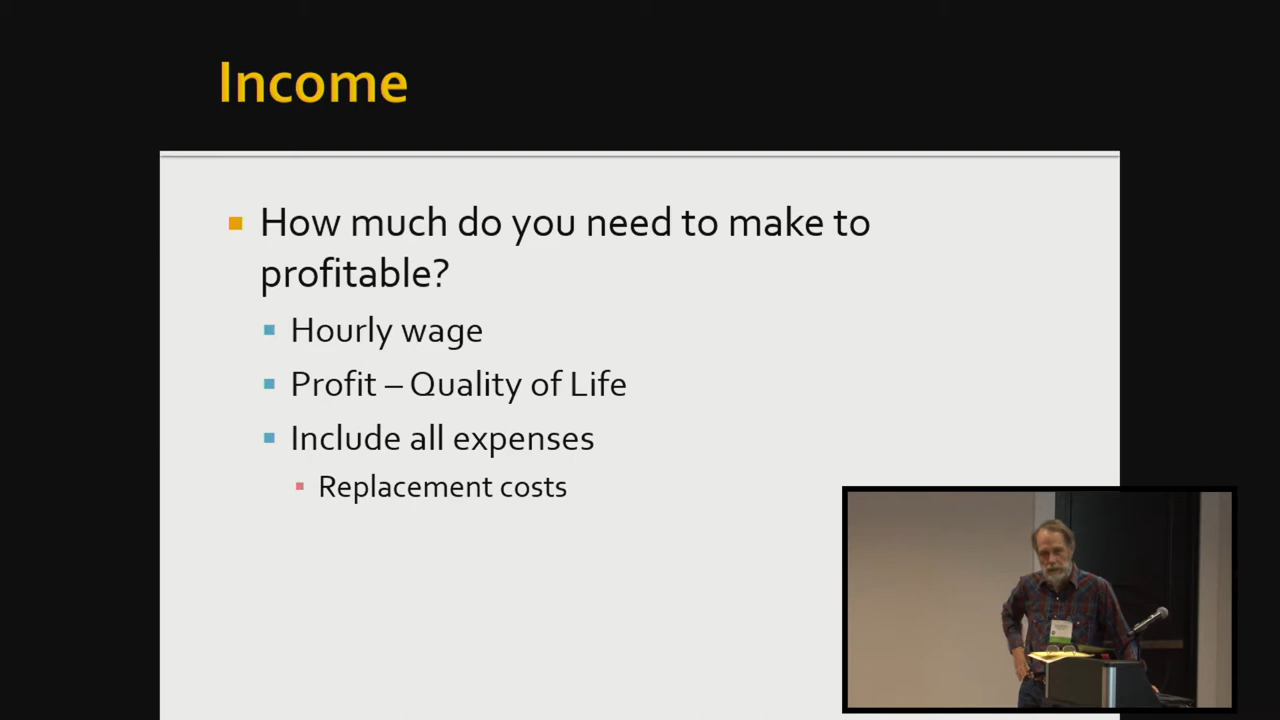 Income
How much do you need to make to
profitable?
Hourly wage
Profit – Quality of Life
Include all expenses
Replacement costs